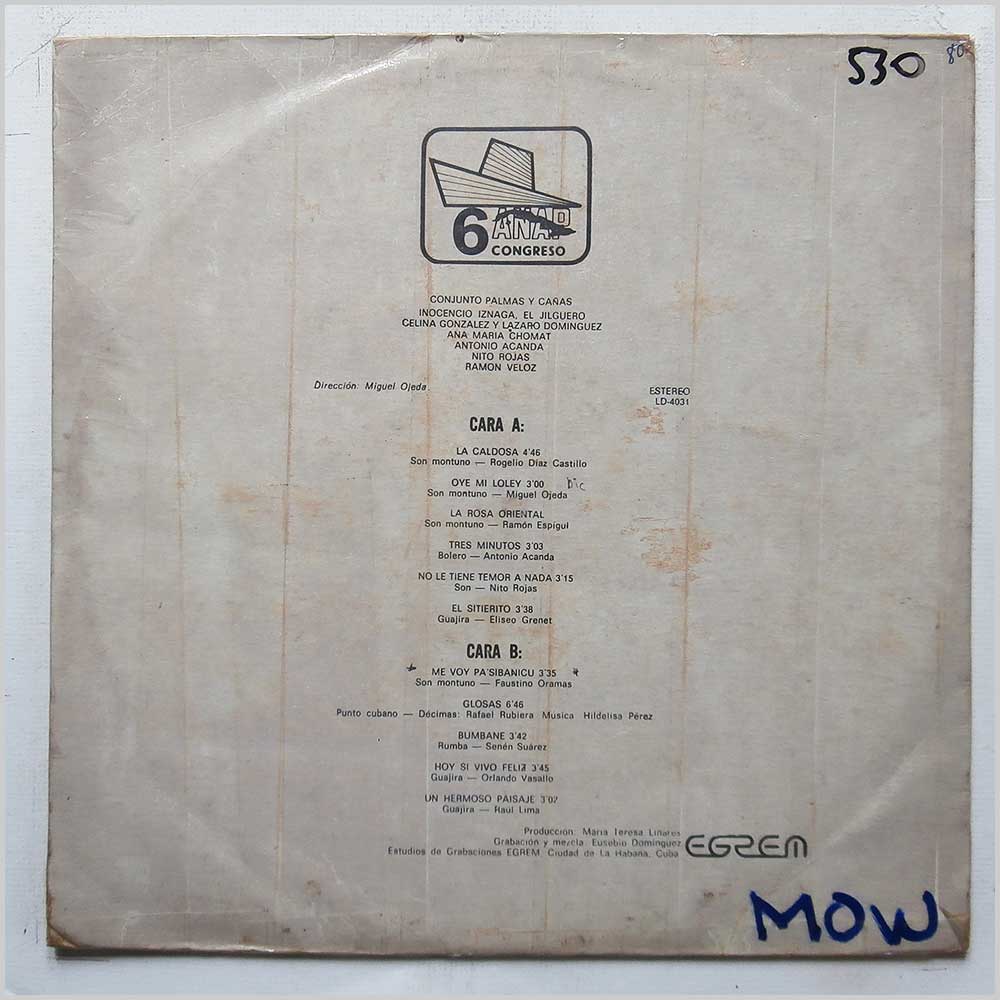 530
80
6 ANAP
CONGRESO
CONJUNTO PALMAS Y CAÑAS
INOCENCIO IZNAGA, EL JILGUERO
CELINA GONZALEZ Y LAZARO DOMINGUEZ
ANA MARIA CHOMAT
ANTONIO ACANDA
NITO ROJAS
RAMON VELOZ
Dirección: Miguel Ojeda.
ESTEREO
LD-4031
CARA A:
LA CALDOSA 4'46
Son montuno — Rogelio Díaz Castillo
OYE MI LOLEY 3'00
Son montuno — Miguel Ojeda
LA ROSA ORIENTAL
Son montuno — Ramón Espigul
TRES MINUTOS 3'03
Bolero — Antonio Acanda
NO LE TIENE TEMOR A NADA 3'15
Son — Nito Rojas
EL SITIERITO 3'38
Guajira — Eliseo Grenet
CARA B:
* ME VOY PA'SIBANICU 3'35 *
Son montuno — Faustino Oramas
GLOSAS 6'46
Punto cubano — Décimas: Rafael Rubiera Música Hildelisa Pérez
BUMBANE 3'42
Rumba — Senén Suárez
HOY SI VIVO FELIZ 3'45
Guajira — Orlando Vasallo
UN HERMOSO PAISAJE 3'02
Guajira — Raúl Lima
Producción: María Teresa Linares
Grabación y mezcla: Eusebio Domínguez
Estudios de Grabaciones EGREM, Ciudad de La Habana, Cuba
EGREM
MOW